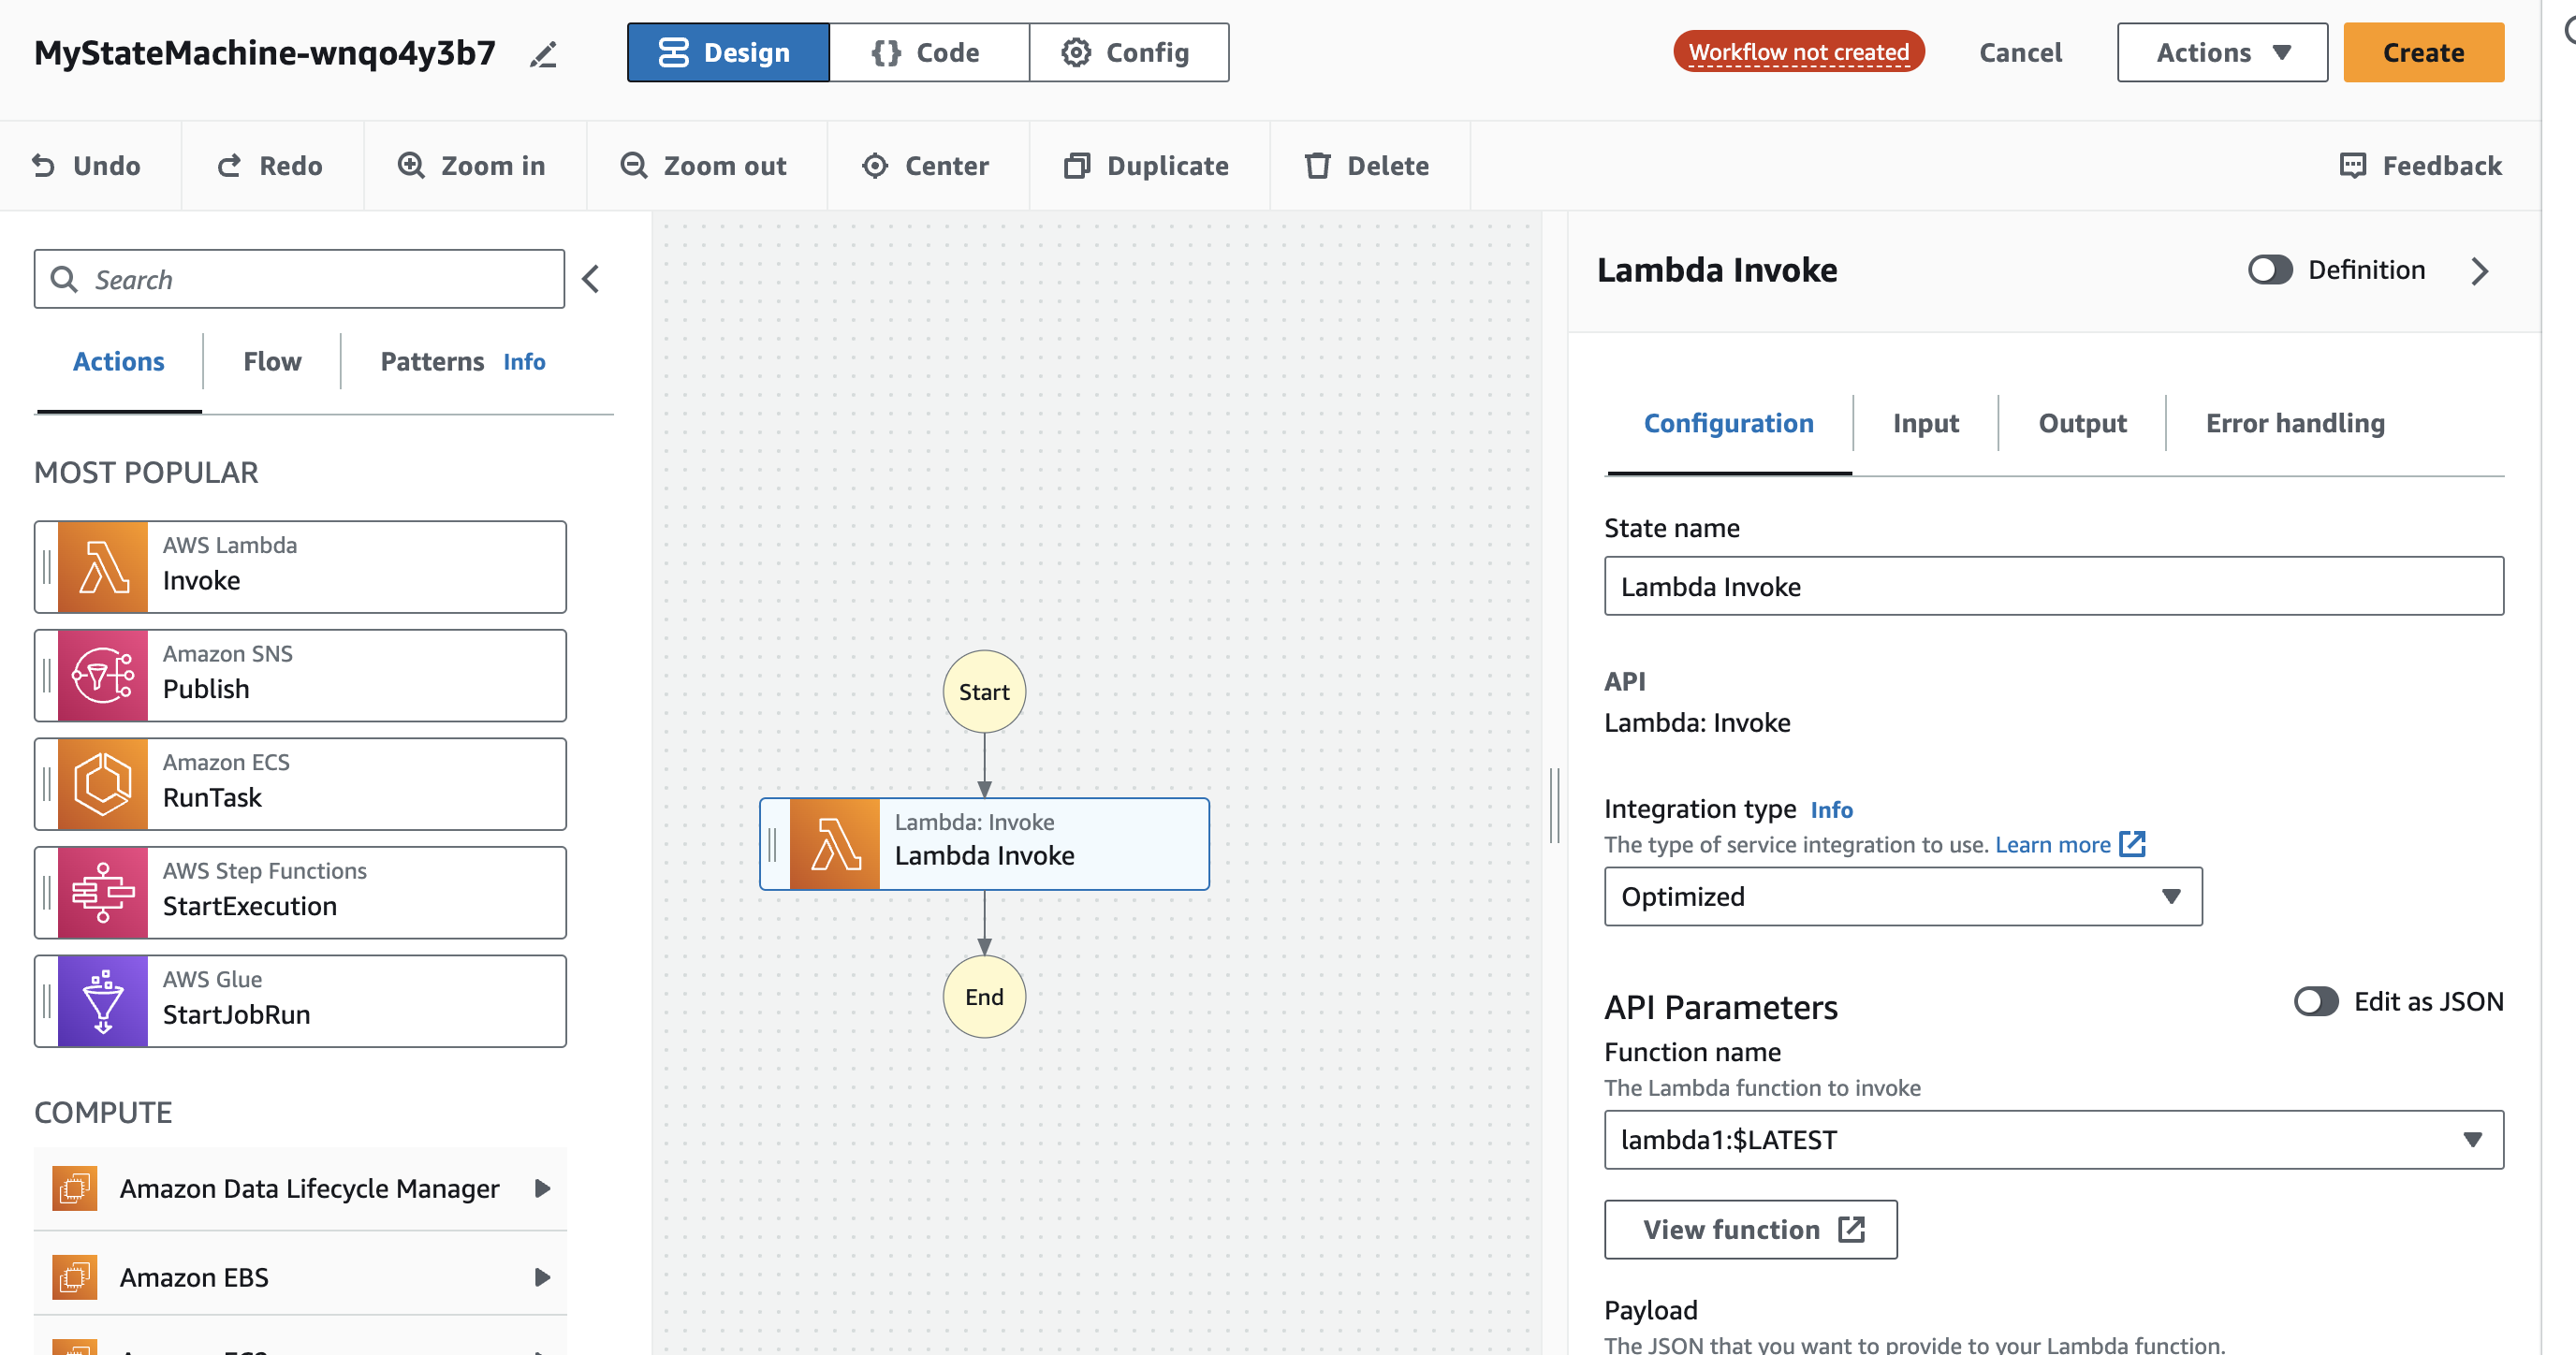 MyStateMachine-wnqo4y3b7
Design
Code
Config
Workflow not created
Cancel
Actions
Create
Undo
Redo
Zoom in
Zoom out
Center
Duplicate
Delete
Feedback
Search
Actions
Flow
Patterns Info
MOST POPULAR
AWS Lambda
Invoke
Amazon SNS
Publish
Amazon ECS
RunTask
AWS Step Functions
StartExecution
AWS Glue
StartJobRun
COMPUTE
Amazon Data Lifecycle Manager
Amazon EBS
Start
Lambda: Invoke
Lambda Invoke
End
Lambda Invoke
Definition
Configuration
Input
Output
Error handling
State name
Lambda Invoke
API
Lambda: Invoke
Integration type Info
The type of service integration to use. Learn more
Optimized
API Parameters
Edit as JSON
Function name
The Lambda function to invoke
lambda1:$LATEST
View function
Payload
The JSON that you want to provide to your Lambda function.